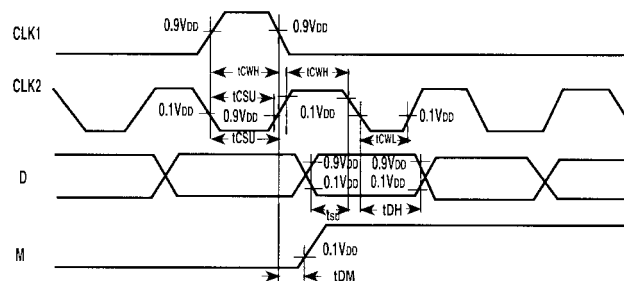 0.9VDD 0.9VDD
CLK1
tCWH tCWH
CLK2
tCSU
0.1VDD 0.9VDD 0.1VDD 0.1VDD
tCSU tCWL
D
0.9VDD 0.9VDD
0.1VDD 0.1VDD
tSD tDH
M
0.1VDD
tDM